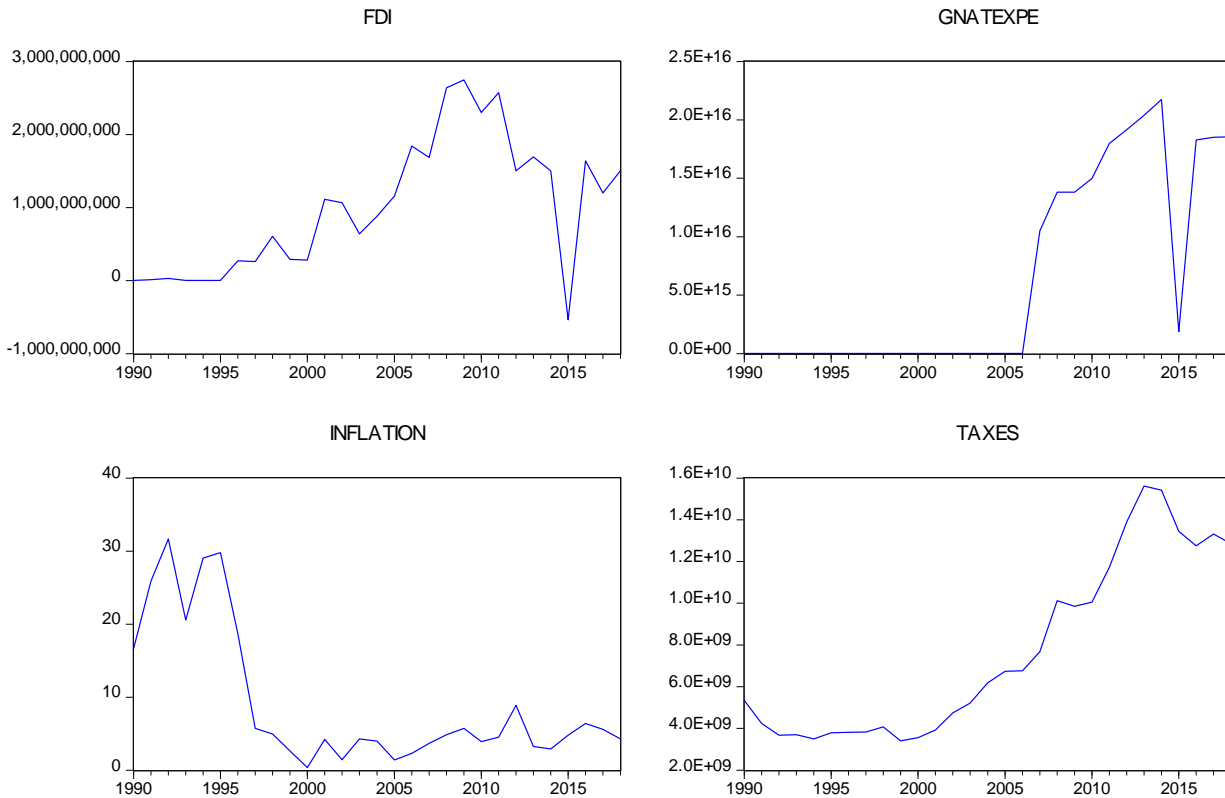 FDI
3,000,000,000
2,000,000,000
1,000,000,000
0
-1,000,000,000
1990 1995 2000 2005 2010 2015
GNATEXPE
2.5E+16
2.0E+16
1.5E+16
1.0E+16
5.0E+15
0.0E+00
1990 1995 2000 2005 2010 2015
INFLATION
40
30
20
10
0
1990 1995 2000 2005 2010 2015
TAXES
1.6E+10
1.4E+10
1.2E+10
1.0E+10
8.0E+09
6.0E+09
4.0E+09
2.0E+09
1990 1995 2000 2005 2010 2015